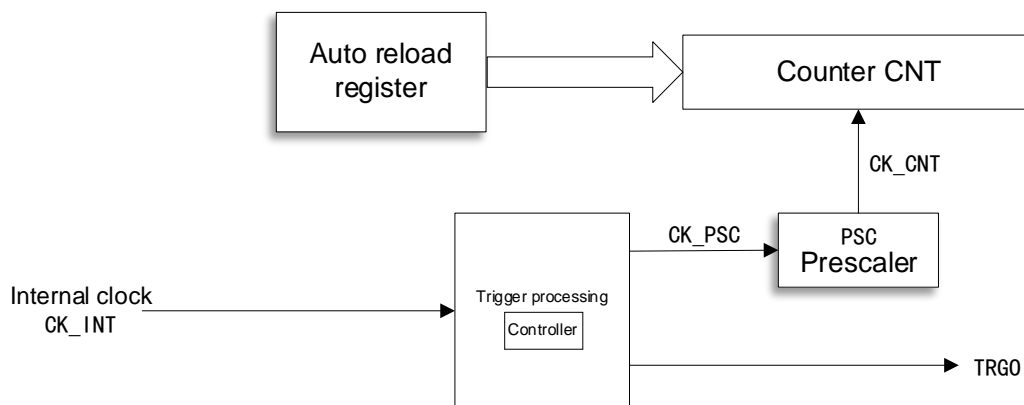 Auto reload
register
Counter CNT
CK_CNT
CK_PSC
PSC
Prescaler
Internal clock
CK_INT
Trigger processing
Controller
TRGO